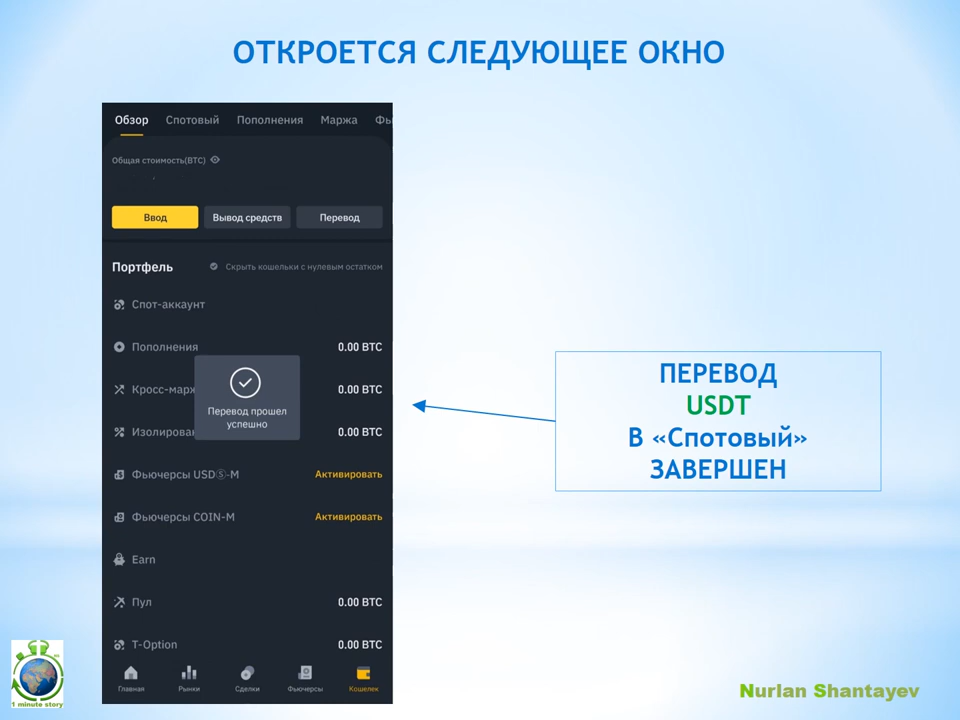 ОТКРОЕТСЯ СЛЕДУЮЩЕЕ ОКНО
Обзор Спотовый Пополнения Маржа Фы
Общая стоимость(BTC)
Ввод Вывод средств Перевод
Портфель Скрыть кошельки с нулевым остатком
Спот-аккаунт
Пополнения 0.00 BTC
Кросс-марж 0.00 BTC
Изолирован 0.00 BTC
Перевод прошел
успешно
Фьючерсы USDⓈ-M Активировать
Фьючерсы COIN-M Активировать
Earn
Пул 0.00 BTC
T-Option 0.00 BTC
Главная Рынки Сделки Фьючерсы Кошелек
ПЕРЕВОД
USDT
В «Спотовый»
ЗАВЕРШЕН
1 minute story
Nurlan Shantayev